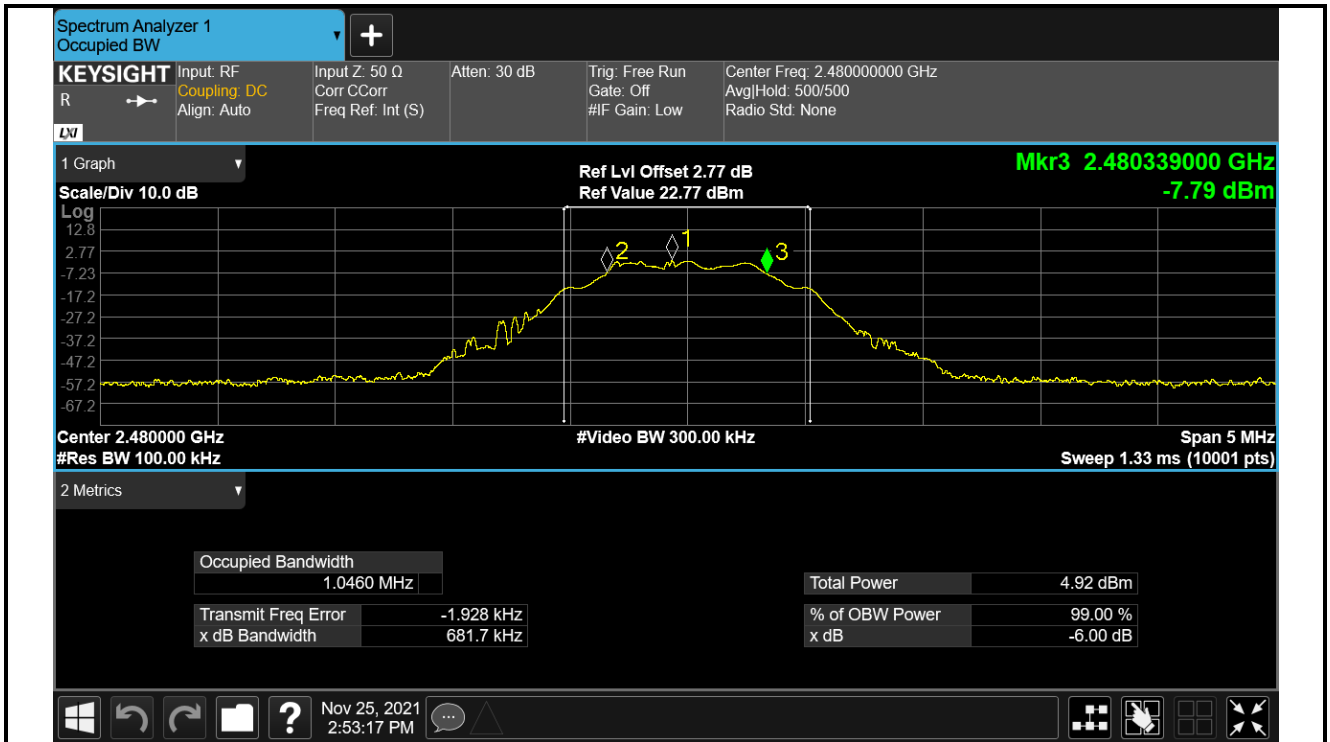 Spectrum Analyzer 1
Occupied BW
+
KEYSIGHT
R
LXI
Input: RF
Coupling: DC
Align: Auto
Input Z: 50 Ω
Corr CCorr
Freq Ref: Int (S)
Atten: 30 dB
Trig: Free Run
Gate: Off
#IF Gain: Low
Center Freq: 2.480000000 GHz
Avg|Hold: 500/500
Radio Std: None
1 Graph
Scale/Div 10.0 dB
Ref Lvl Offset 2.77 dB
Ref Value 22.77 dBm
Mkr3 2.480339000 GHz
-7.79 dBm
Log
12.8
2.77
-7.23
-17.2
-27.2
-37.2
-47.2
-57.2
-67.2
2
1
3
Center 2.480000 GHz
#Res BW 100.00 kHz
#Video BW 300.00 kHz
Span 5 MHz
Sweep 1.33 ms (10001 pts)
2 Metrics
Occupied Bandwidth
1.0460 MHz
Transmit Freq Error -1.928 kHz
x dB Bandwidth 681.7 kHz
Total Power 4.92 dBm
% of OBW Power 99.00 %
x dB -6.00 dB
?
Nov 25, 2021
2:53:17 PM